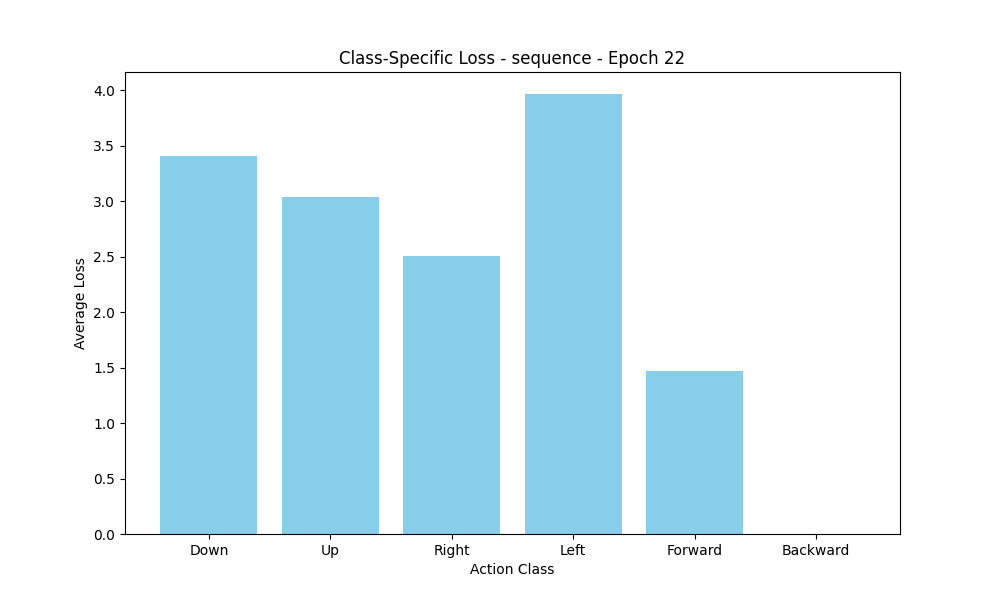 Class-Specific Loss - sequence - Epoch 22
4.0
3.5
3.0
2.5
2.0
1.5
1.0
0.5
0.0
Average Loss
Down Up Right Left Forward Backward
Action Class